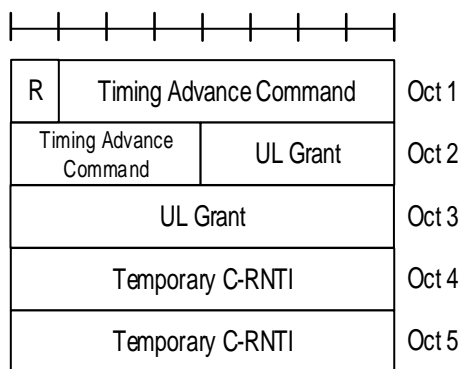 R Timing Advance Command Oct 1
Timing Advance
Command
UL Grant Oct 2
UL Grant Oct 3
Temporary C-RNTI Oct 4
Temporary C-RNTI Oct 5